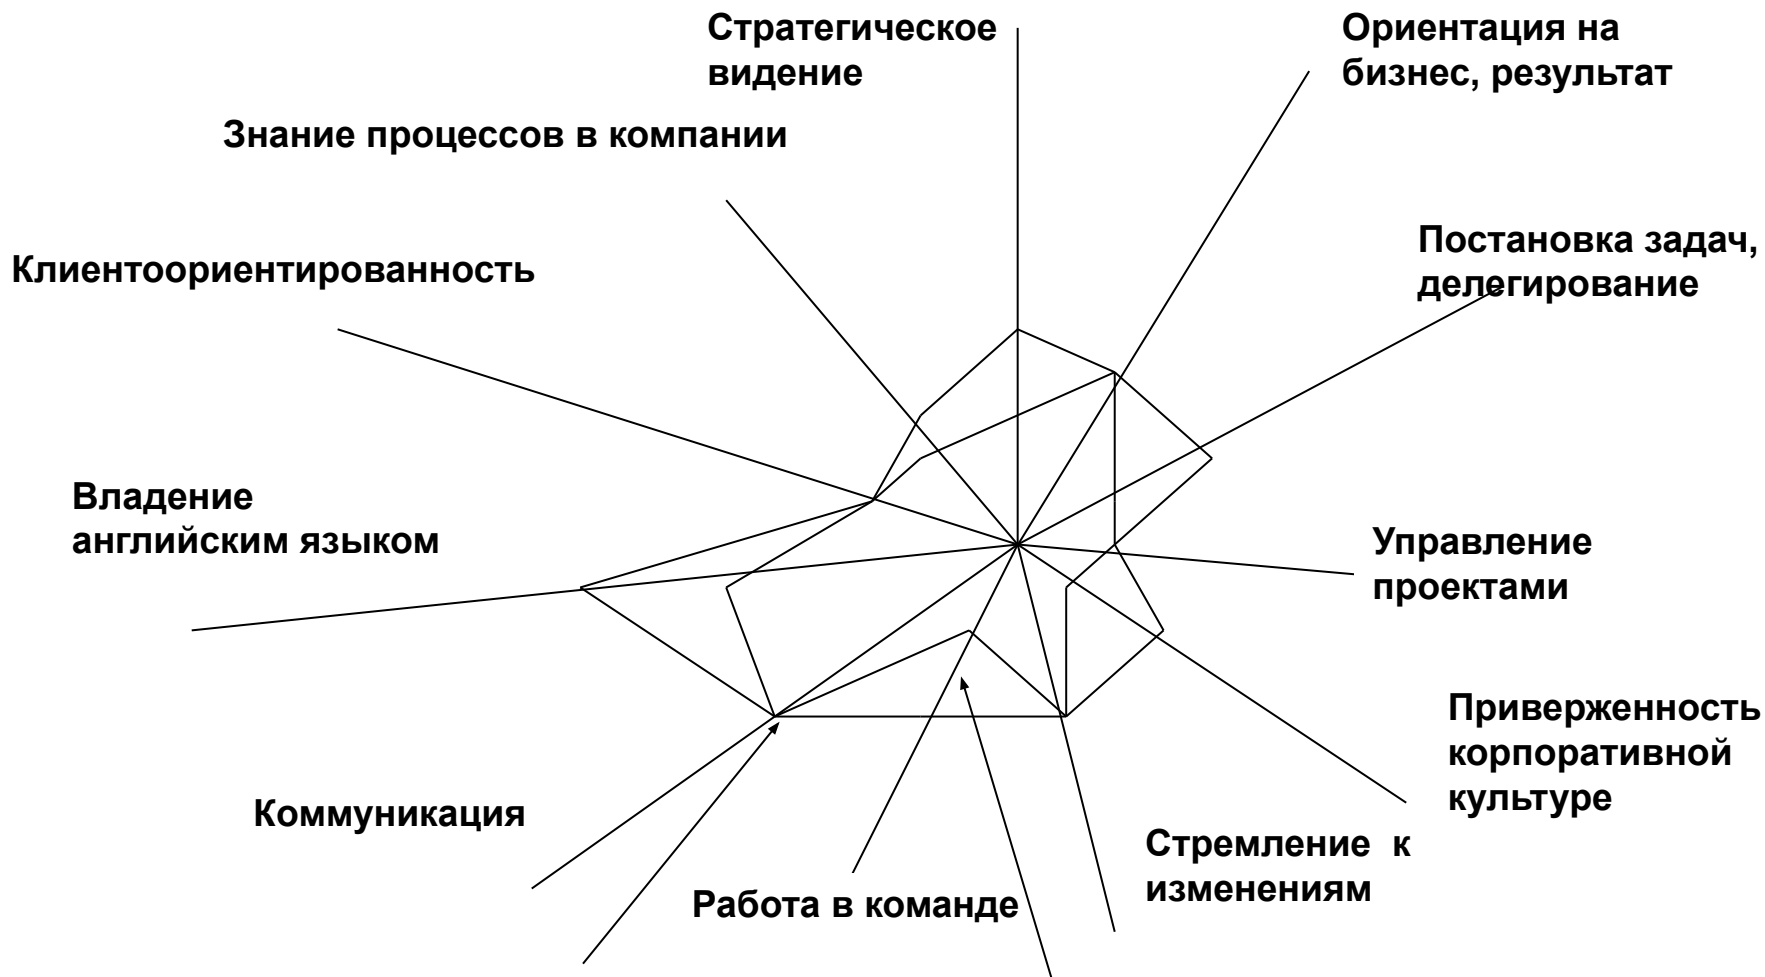 Стратегическое
видение
Ориентация на
бизнес, результат
Знание процессов в компании
Клиентоориентированность
Постановка задач,
делегирование
Владение
английским языком
Управление
проектами
Приверженность
корпоративной
культуре
Коммуникация
Стремление к
изменениям
Работа в команде